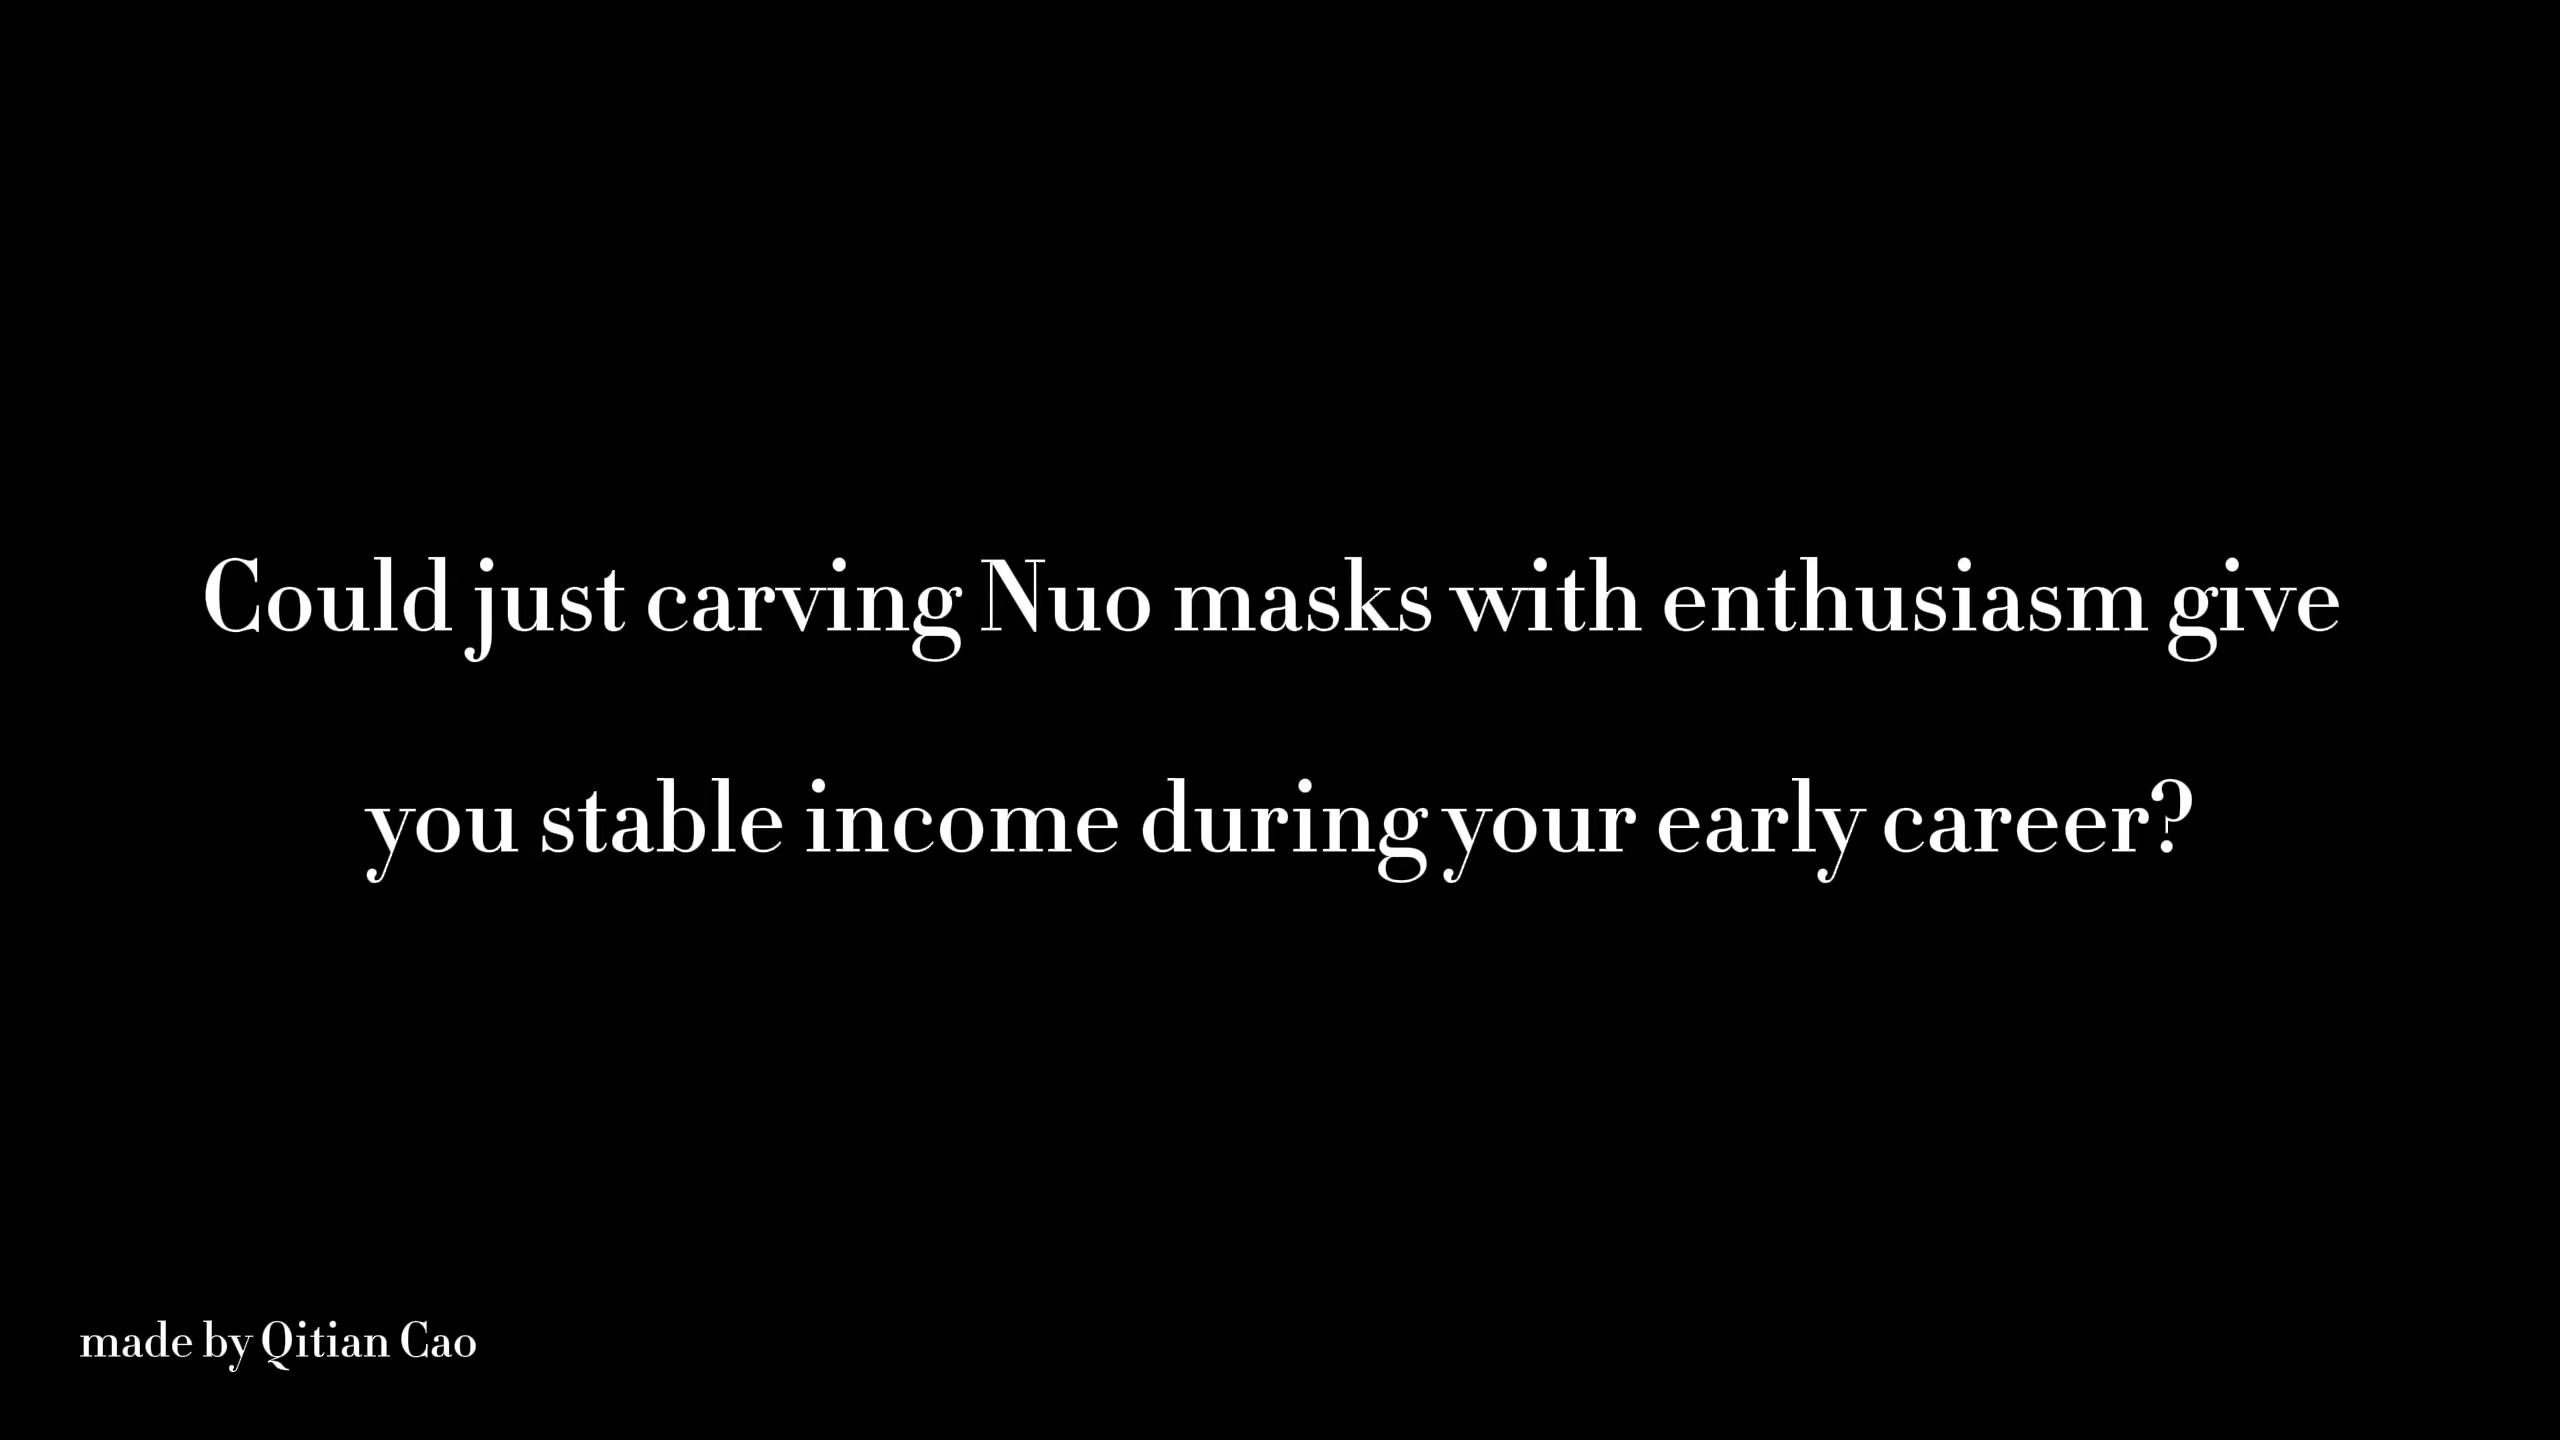 Could just carving Nuo masks with enthusiasm give
you stable income during your early career?
made by Qitian Cao